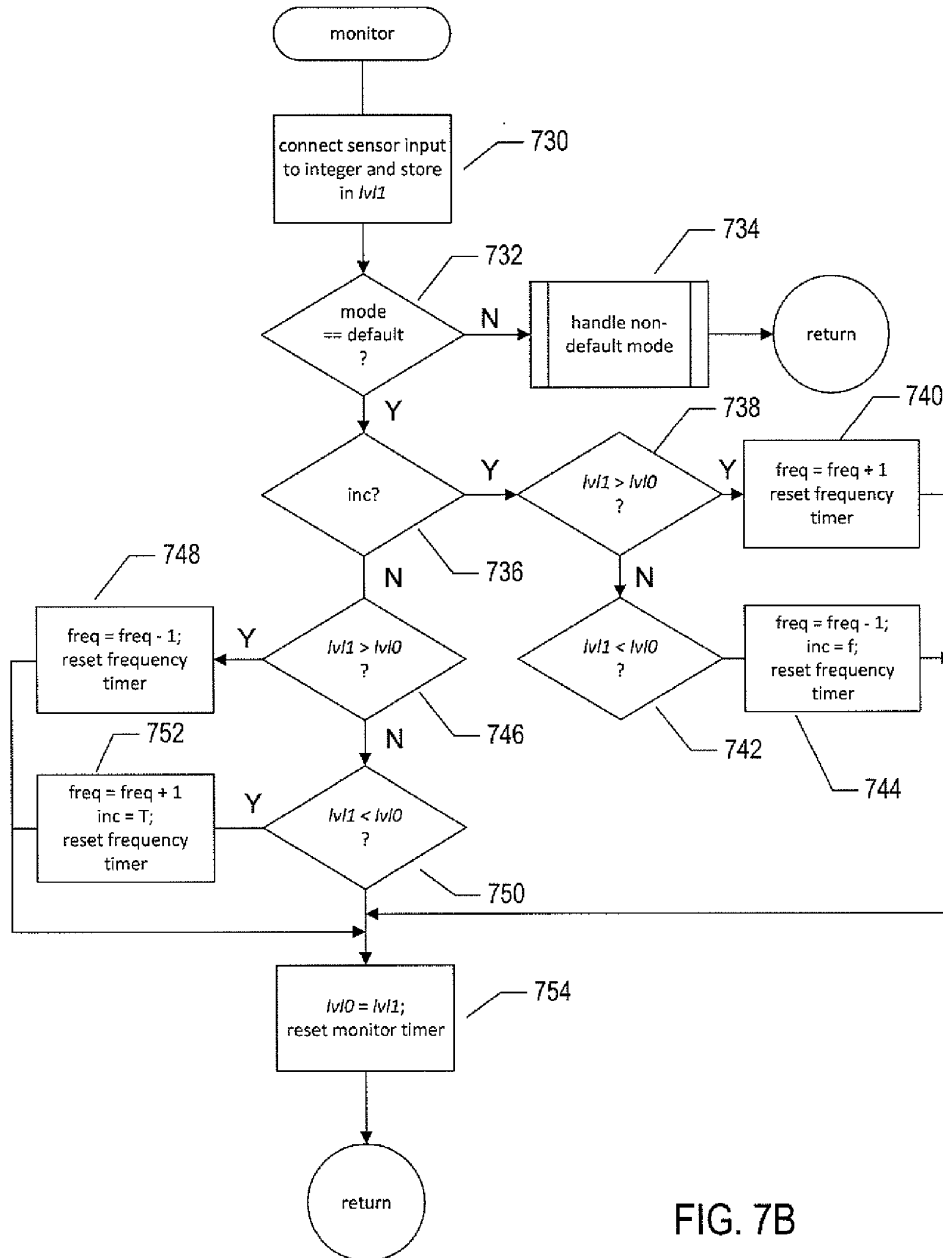 monitor
connect sensor input
to integer and store
in lvl1
730
mode
== default
?
732
N
handle non-
default mode
734
return
Y
inc?
736
Y
lvl1 > lvl0
?
738
Y
freq = freq + 1
reset frequency
timer
740
N
N
748
freq = freq - 1;
reset frequency
timer
Y
lvl1 > lvl0
?
746
lvl1 < lvl0
?
742
freq = freq - 1;
inc = f;
reset frequency
timer
744
N
752
freq = freq + 1
inc = T;
reset frequency
timer
Y
lvl1 < lvl0
?
750
lvl0 = lvl1;
reset monitor timer
754
return
FIG. 7B